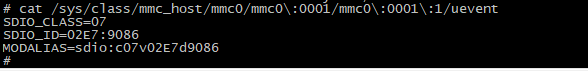 # cat /sys/class/mmc_host/mmc0/mmc0\:0001/mmc0\:0001\:1/uevent
SDIO_CLASS=07
SDIO_ID=02E7:9086
MODALIAS=sdio:c07v02E7d9086
#